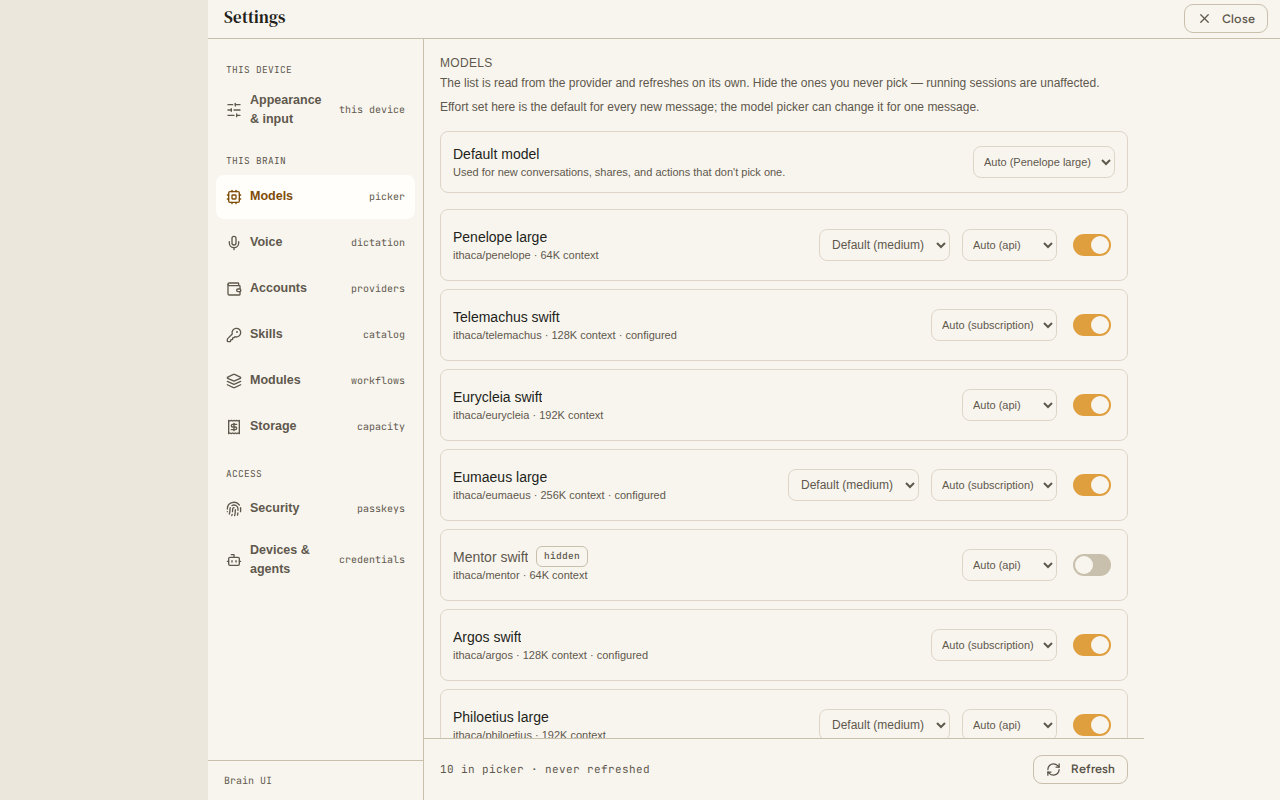 Settings
Close
THIS DEVICE
Appearance & input
this device
THIS BRAIN
Models
picker
Voice
dictation
Accounts
providers
Skills
catalog
Modules
workflows
Storage
capacity
ACCESS
Security
passkeys
Devices & agents
credentials
Brain UI
MODELS
The list is read from the provider and refreshes on its own. Hide the ones you never pick — running sessions are unaffected.
Effort set here is the default for every new message; the model picker can change it for one message.
Default model
Used for new conversations, shares, and actions that don't pick one.
Auto (Penelope large)
Penelope large
ithaca/penelope · 64K context
Default (medium)
Auto (api)
Telemachus swift
ithaca/telemachus · 128K context · configured
Auto (subscription)
Eurycleia swift
ithaca/eurycleia · 192K context
Auto (api)
Eumaeus large
ithaca/eumaeus · 256K context · configured
Default (medium)
Auto (subscription)
Mentor swift
hidden
ithaca/mentor · 64K context
Auto (api)
Argos swift
ithaca/argos · 128K context · configured
Auto (subscription)
Philoetius large
ithaca/philoetius · 192K context
Default (medium)
Auto (api)
10 in picker · never refreshed
Refresh